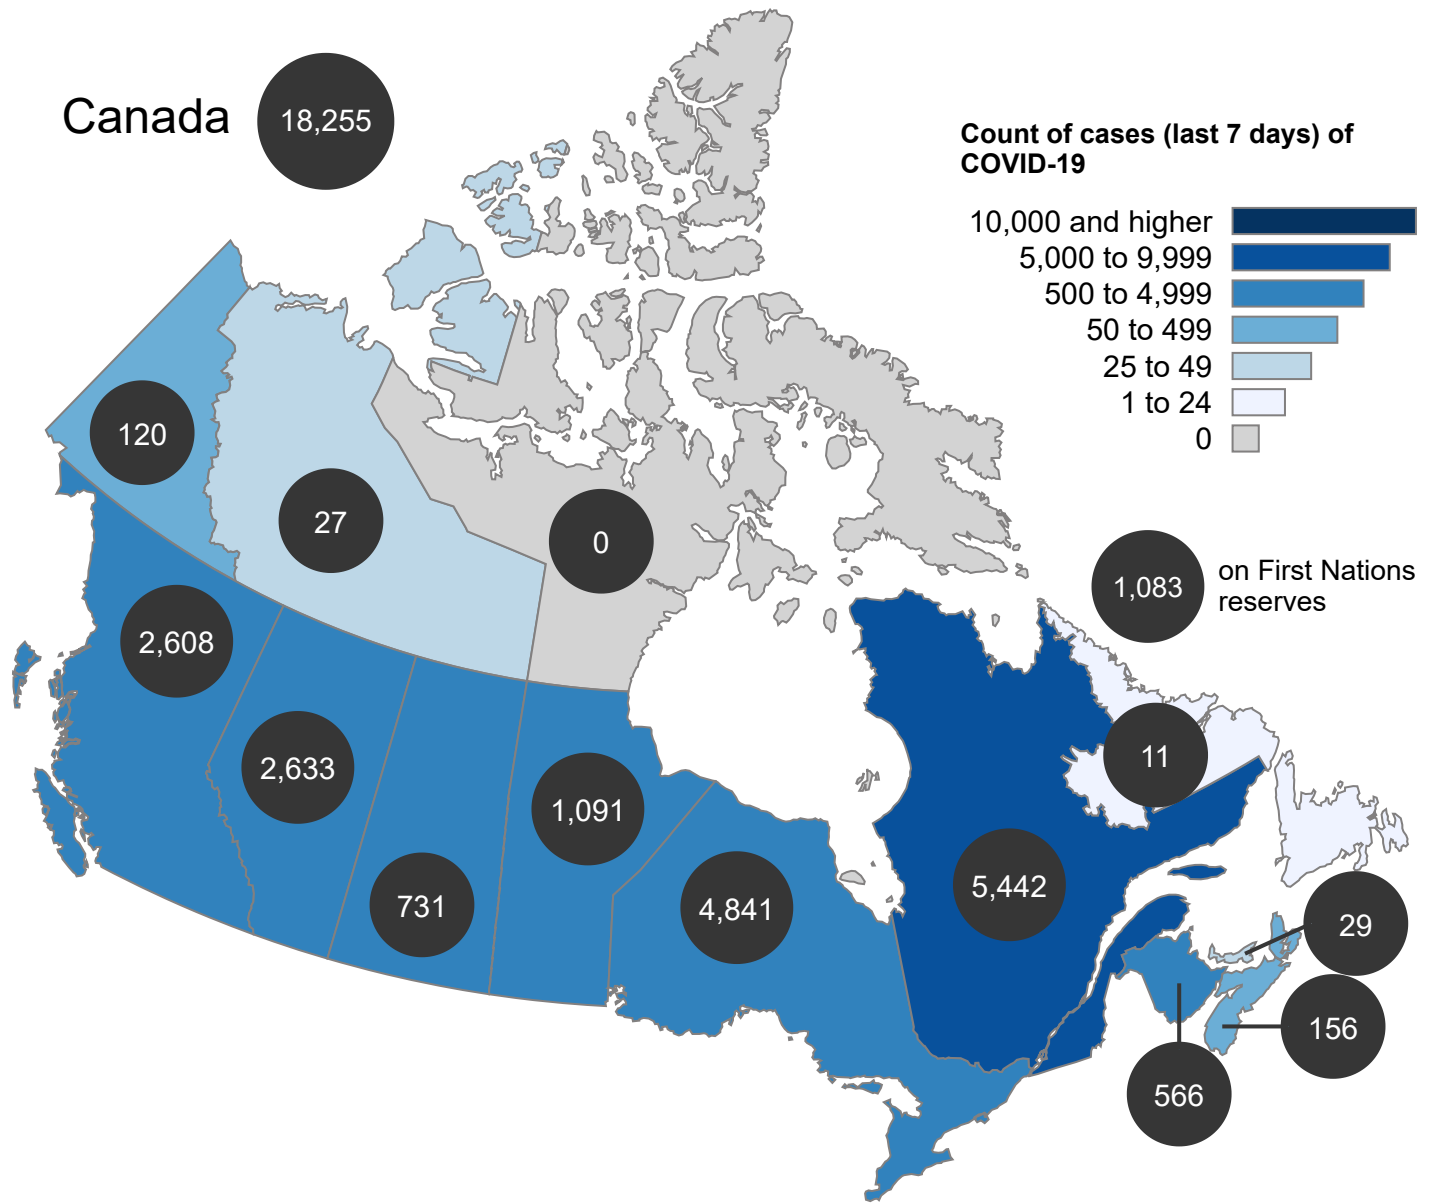 Canada
18,255
Count of cases (last 7 days) of
COVID-19
10,000 and higher
5,000 to 9,999
500 to 4,999
50 to 499
25 to 49
1 to 24
0
120
27
0
1,083
on First Nations
reserves
2,608
2,633
11
1,091
731
4,841
5,442
29
156
566